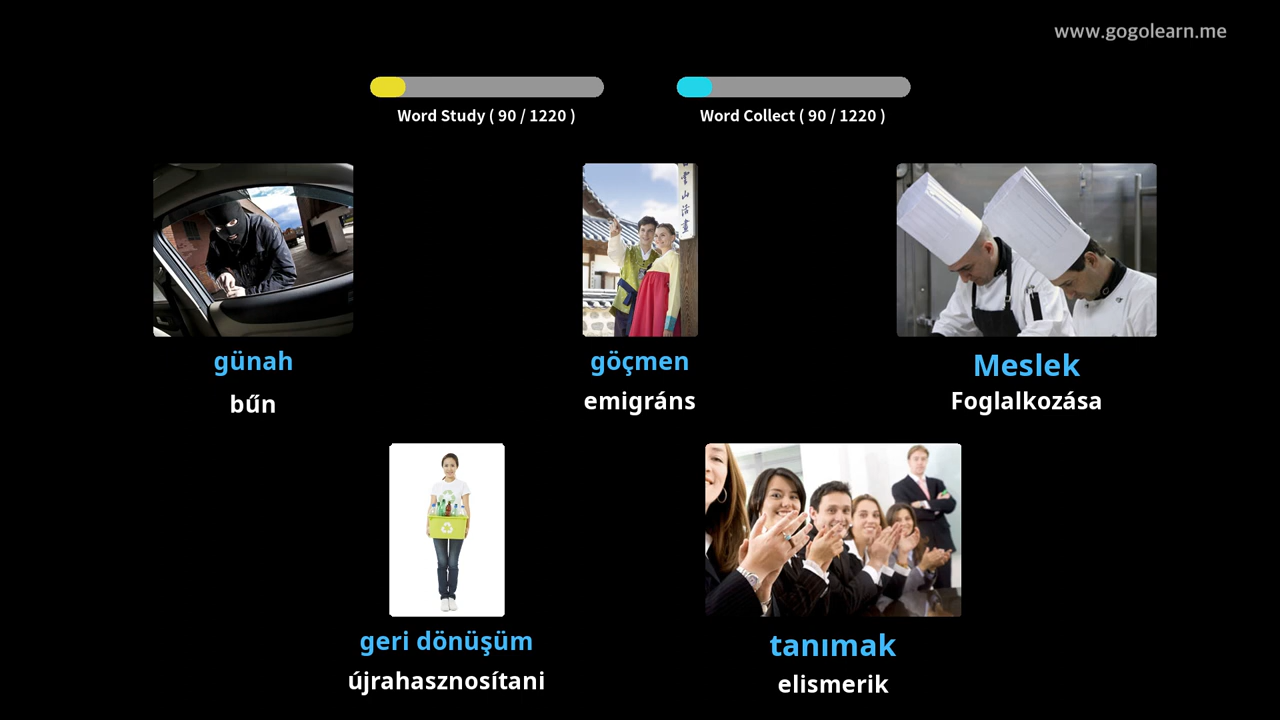 www.gogolearn.me
Word Study ( 90 / 1220 )
Word Collect ( 90 / 1220 )
günah
bűn
göçmen
emigráns
Meslek
Foglalkozása
geri dönüşüm
újrahasznosítani
tanımak
elismerik